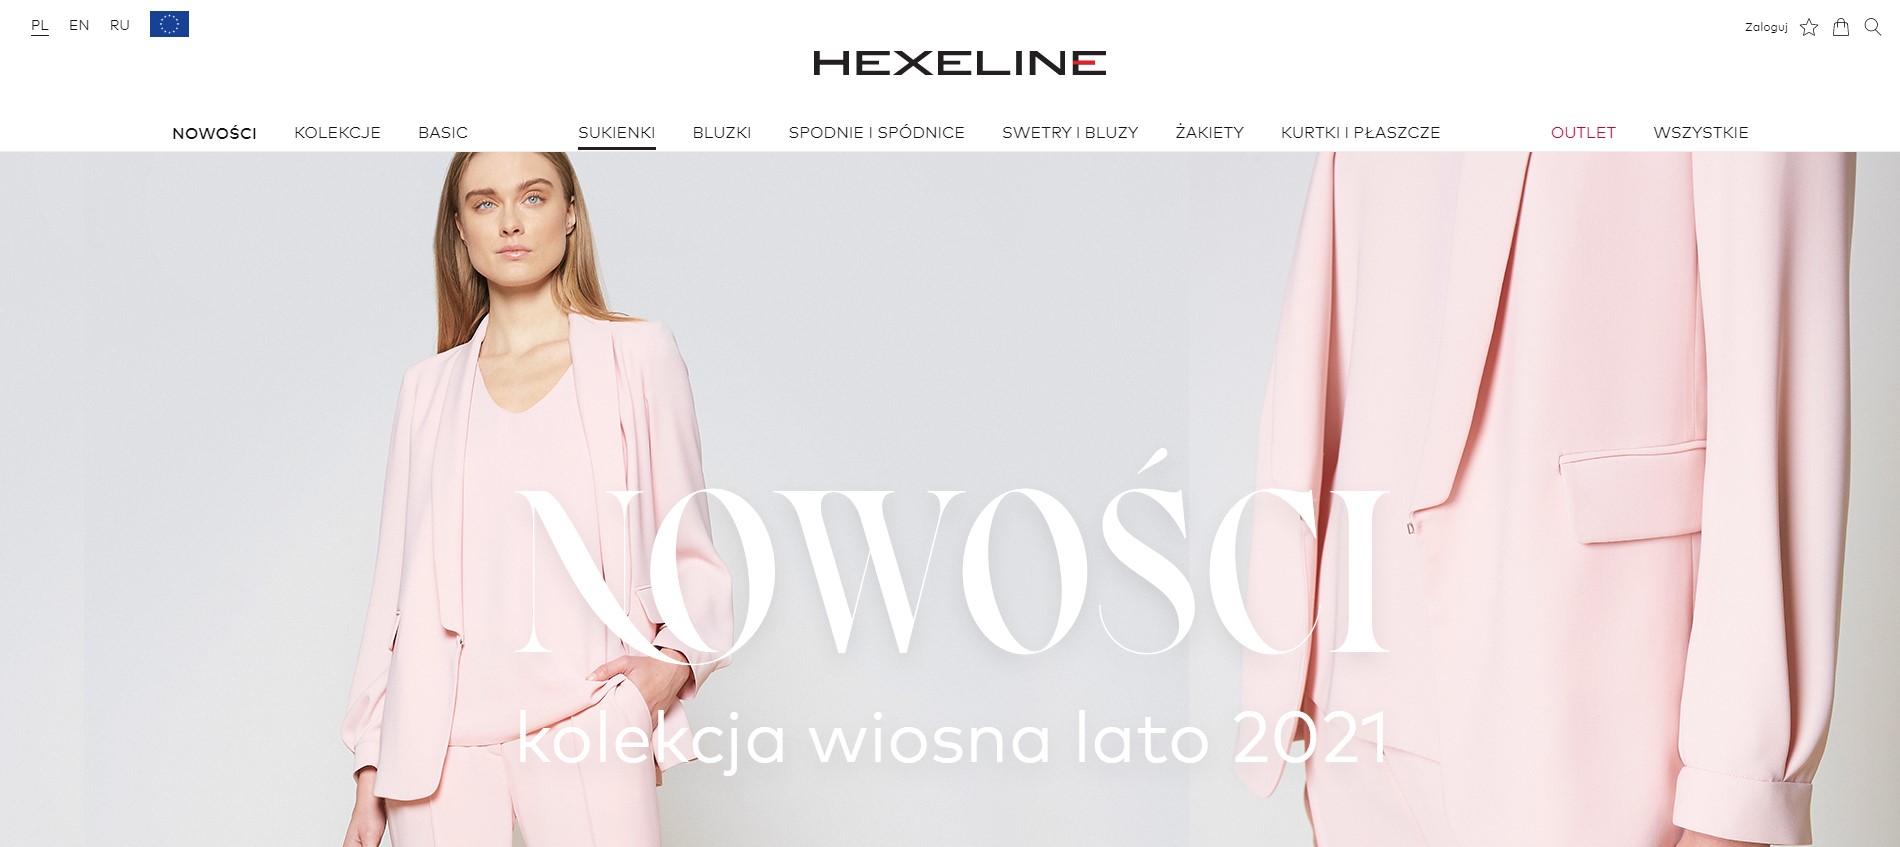 PL EN RU
Zaloguj
HEXELINE
NOWOŚCI KOLEKCJE BASIC SUKIENKI BLUZKI SPODNIE I SPÓDNICE SWETRY I BLUZY ŻAKIETY KURTKI I PŁASZCZE OUTLET WSZYSTKIE
NOWOŚCI
kolekcja wiosna lato 2021